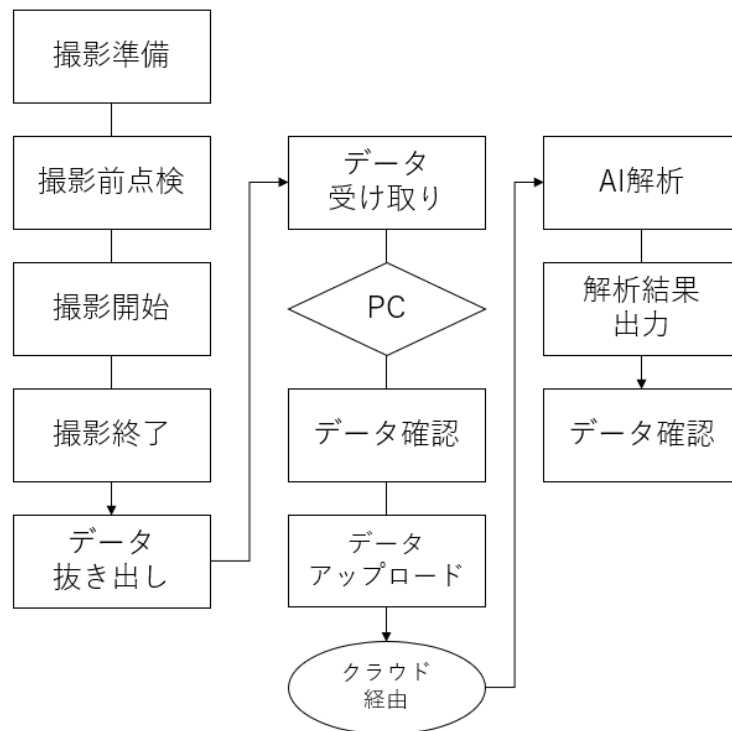 撮影準備
撮影前点検
撮影開始
撮影終了
データ
抜き出し
データ
受け取り
PC
データ確認
データ
アップロード
クラウド
経由
AI解析
解析結果
出力
データ確認